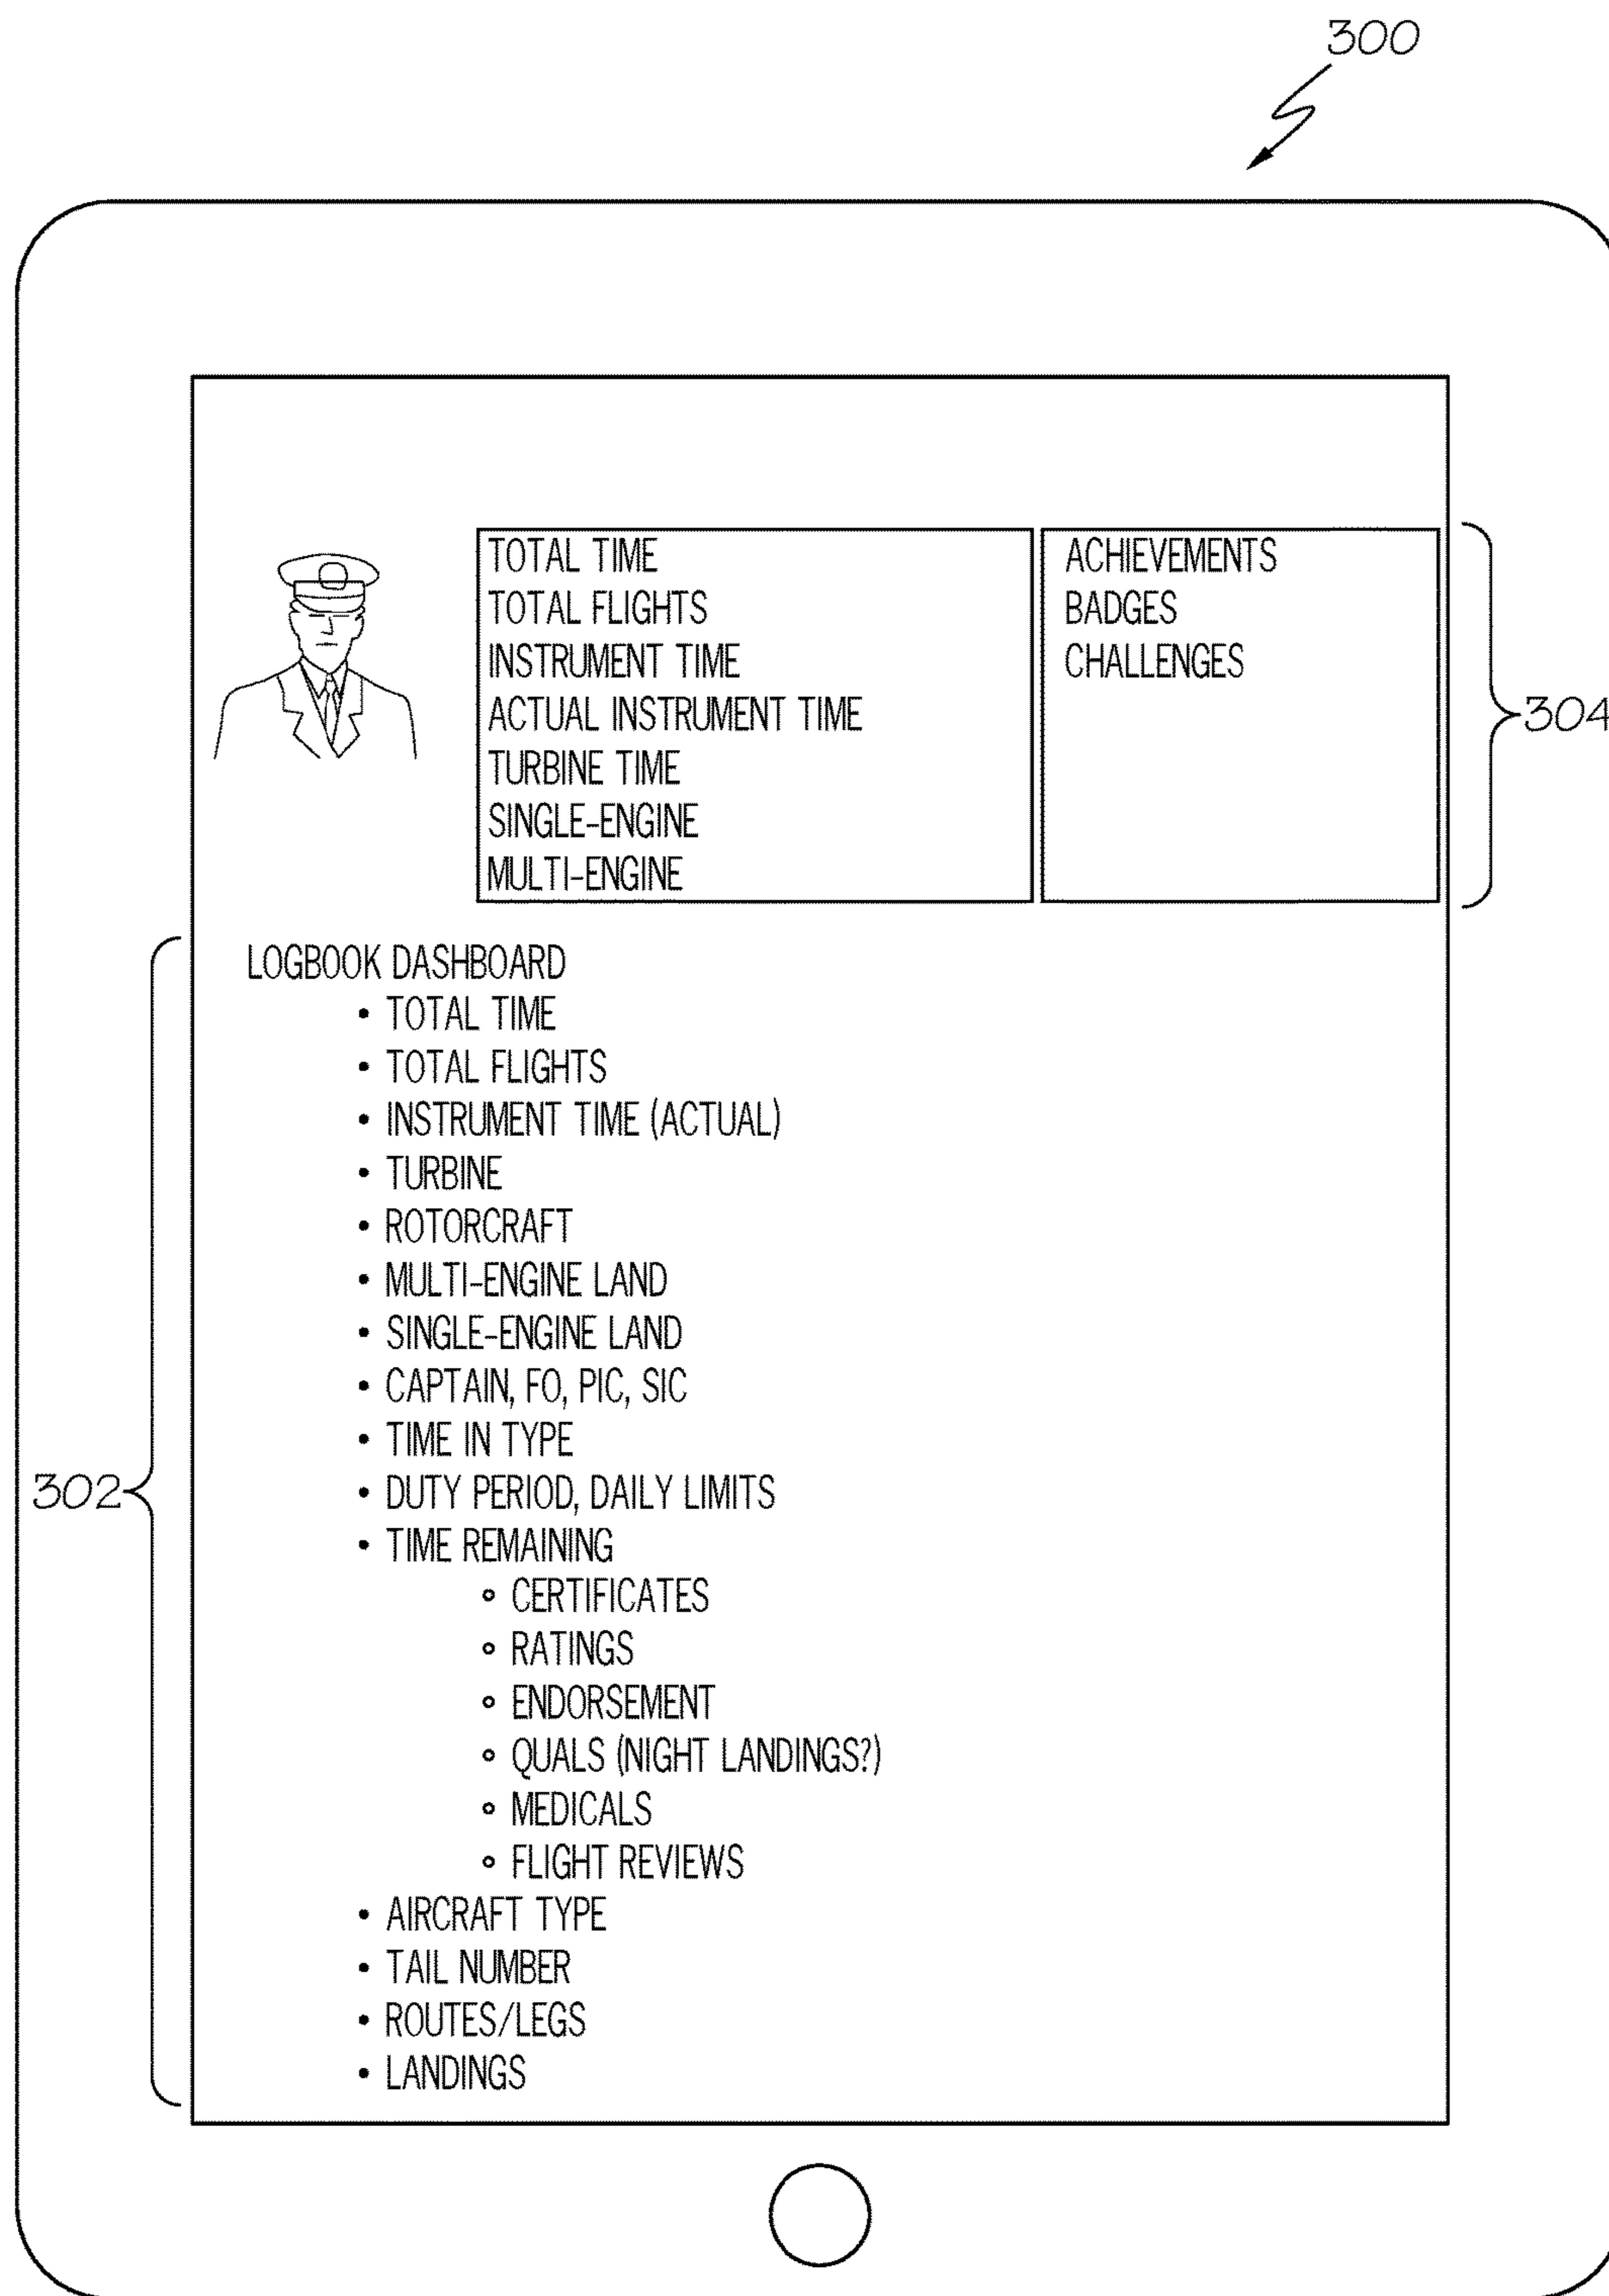 300
TOTAL TIME
TOTAL FLIGHTS
INSTRUMENT TIME
ACTUAL INSTRUMENT TIME
TURBINE TIME
SINGLE-ENGINE
MULTI-ENGINE
ACHIEVEMENTS
BADGES
CHALLENGES
304
LOGBOOK DASHBOARD
• TOTAL TIME
• TOTAL FLIGHTS
• INSTRUMENT TIME (ACTUAL)
• TURBINE
• ROTORCRAFT
• MULTI-ENGINE LAND
• SINGLE-ENGINE LAND
• CAPTAIN, FO, PIC, SIC
• TIME IN TYPE
• DUTY PERIOD, DAILY LIMITS
• TIME REMAINING
∘ CERTIFICATES
∘ RATINGS
∘ ENDORSEMENT
∘ QUALS (NIGHT LANDINGS?)
∘ MEDICALS
∘ FLIGHT REVIEWS
• AIRCRAFT TYPE
• TAIL NUMBER
• ROUTES/LEGS
• LANDINGS
302